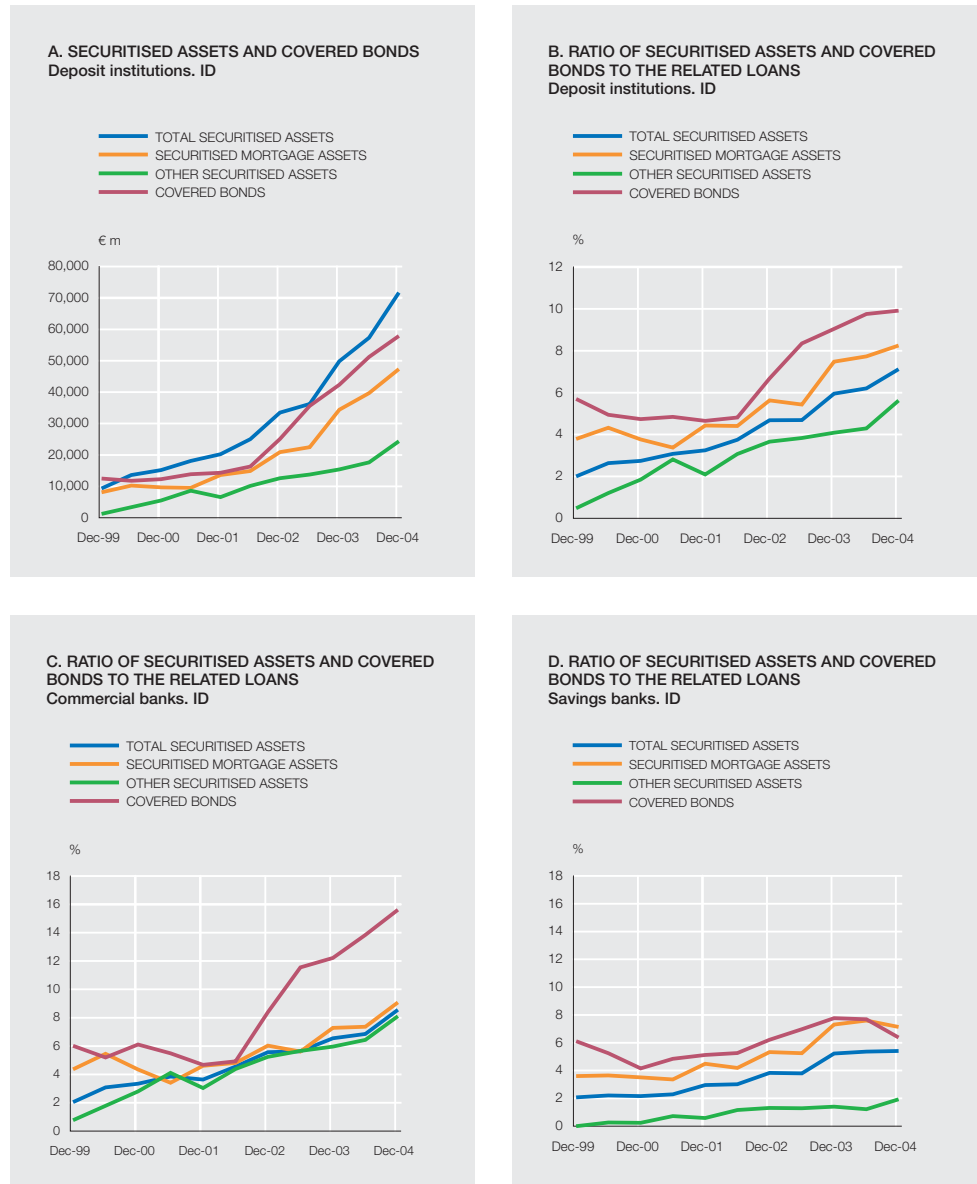 A. SECURITISED ASSETS AND COVERED BONDS
Deposit institutions. ID
TOTAL SECURITISED ASSETS
SECURITISED MORTGAGE ASSETS
OTHER SECURITISED ASSETS
COVERED BONDS
€ m
80,000
70,000
60,000
50,000
40,000
30,000
20,000
10,000
0
Dec-99 Dec-00 Dec-01 Dec-02 Dec-03 Dec-04
B. RATIO OF SECURITISED ASSETS AND COVERED
BONDS TO THE RELATED LOANS
Deposit institutions. ID
TOTAL SECURITISED ASSETS
SECURITISED MORTGAGE ASSETS
OTHER SECURITISED ASSETS
COVERED BONDS
%
12
10
8
6
4
2
0
Dec-99 Dec-00 Dec-01 Dec-02 Dec-03 Dec-04
C. RATIO OF SECURITISED ASSETS AND COVERED
BONDS TO THE RELATED LOANS
Commercial banks. ID
TOTAL SECURITISED ASSETS
SECURITISED MORTGAGE ASSETS
OTHER SECURITISED ASSETS
COVERED BONDS
%
18
16
14
12
10
8
6
4
2
0
Dec-99 Dec-00 Dec-01 Dec-02 Dec-03 Dec-04
D. RATIO OF SECURITISED ASSETS AND COVERED
BONDS TO THE RELATED LOANS
Savings banks. ID
TOTAL SECURITISED ASSETS
SECURITISED MORTGAGE ASSETS
OTHER SECURITISED ASSETS
COVERED BONDS
%
18
16
14
12
10
8
6
4
2
0
Dec-99 Dec-00 Dec-01 Dec-02 Dec-03 Dec-04